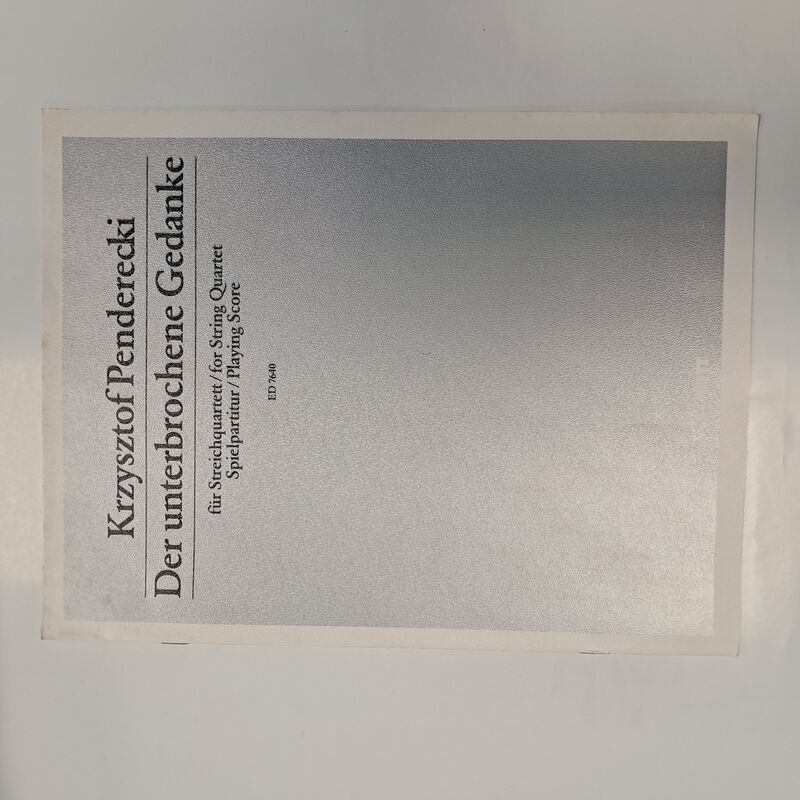 Krzysztof Penderecki
Der unterbrochene Gedanke
für Streichquartett / for String Quartet
Spielpartitur / Playing Score
ED 7640